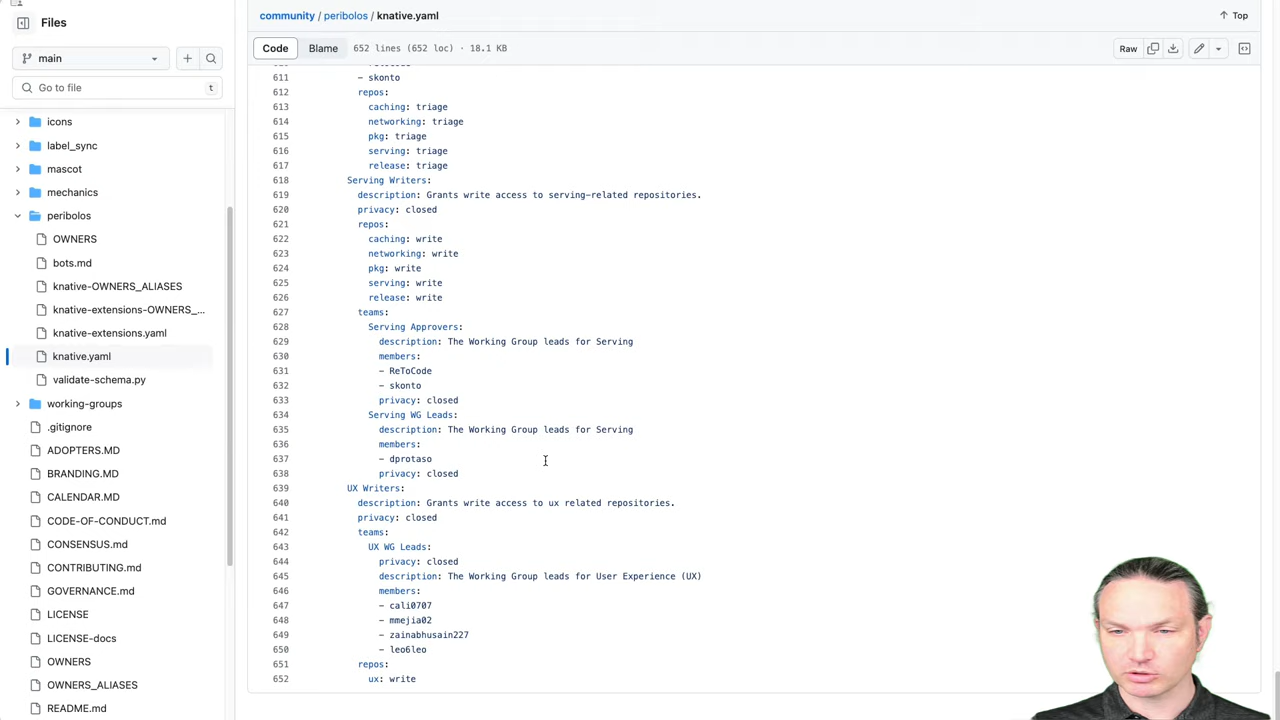 Files
community / peribolos / knative.yaml
Top
main
Code Blame 652 lines (652 loc) · 18.1 KB
Raw
Go to file t
icons
label_sync
mascot
mechanics
peribolos
OWNERS
bots.md
knative-OWNERS_ALIASES
knative-extensions-OWNERS_...
knative-extensions.yaml
knative.yaml
validate-schema.py
working-groups
.gitignore
ADOPTERS.MD
BRANDING.MD
CALENDAR.MD
CODE-OF-CONDUCT.md
CONSENSUS.md
CONTRIBUTING.md
GOVERNANCE.md
LICENSE
LICENSE-docs
OWNERS
OWNERS_ALIASES
README.md
611 - skonto
612 repos:
613 caching: triage
614 networking: triage
615 pkg: triage
616 serving: triage
617 release: triage
618 Serving Writers:
619 description: Grants write access to serving-related repositories.
620 privacy: closed
621 repos:
622 caching: write
623 networking: write
624 pkg: write
625 serving: write
626 release: write
627 teams:
628 Serving Approvers:
629 description: The Working Group leads for Serving
630 members:
631 - ReToCode
632 - skonto
633 privacy: closed
634 Serving WG Leads:
635 description: The Working Group leads for Serving
636 members:
637 - dprotaso
638 privacy: closed
639 UX Writers:
640 description: Grants write access to ux related repositories.
641 privacy: closed
642 teams:
643 UX WG Leads:
644 privacy: closed
645 description: The Working Group leads for User Experience (UX)
646 members:
647 - cali0707
648 - mmejia02
649 - zainabhusain227
650 - leo6leo
651 repos:
652 ux: write